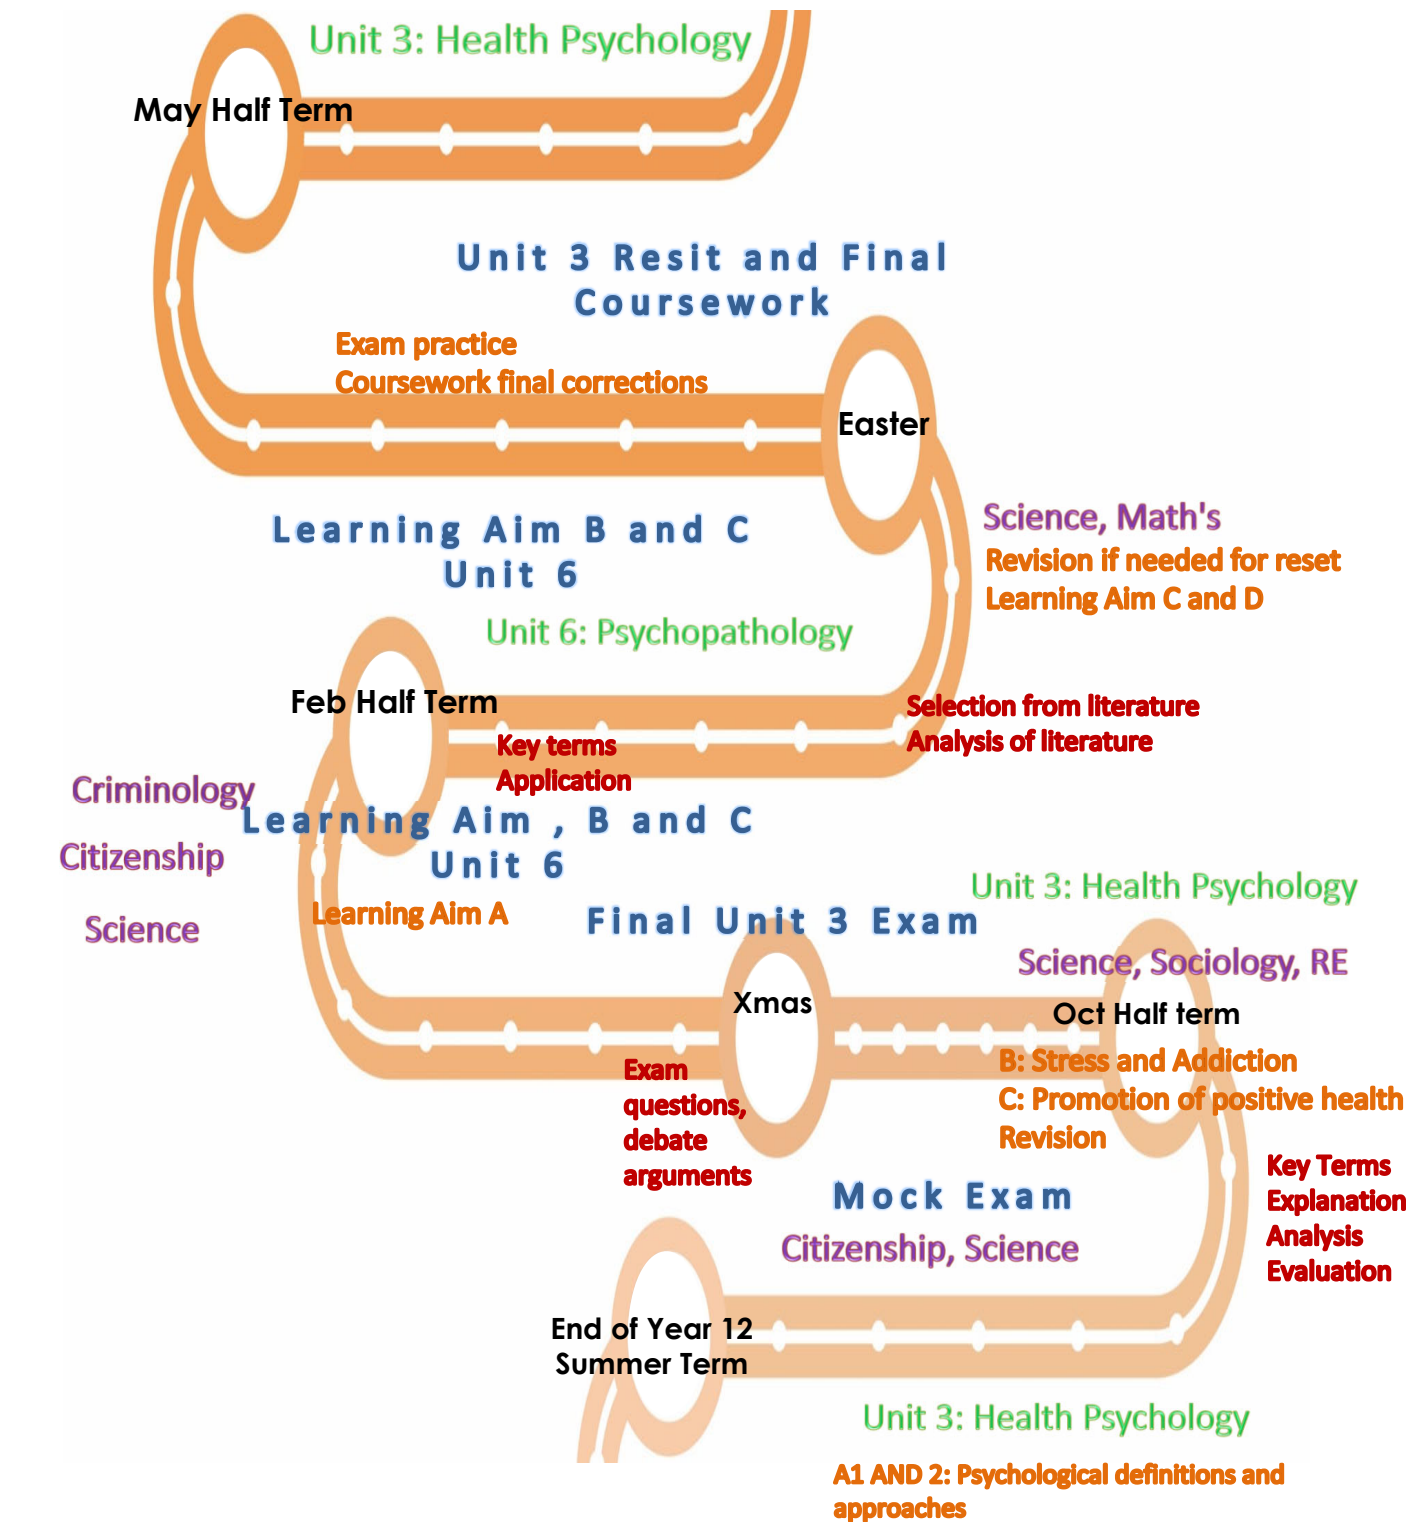 Unit 3: Health Psychology
May Half Term
Unit 3 Resit and Final
Coursework
Exam practice
Coursework final corrections
Easter
Science, Math's
Revision if needed for reset
Learning Aim C and D
Learning Aim B and C
Unit 6
Unit 6: Psychopathology
Feb Half Term
Selection from literature
Analysis of literature
Key terms
Application
Criminology
Citizenship
Science
Learning Aim , B and C
Unit 6
Learning Aim A
Final Unit 3 Exam
Unit 3: Health Psychology
Science, Sociology, RE
Xmas
Oct Half term
B: Stress and Addiction
C: Promotion of positive health
Revision
Exam
questions,
debate
arguments
Key Terms
Explanation
Analysis
Evaluation
Mock Exam
Citizenship, Science
End of Year 12
Summer Term
Unit 3: Health Psychology
A1 AND 2: Psychological definitions and
approaches